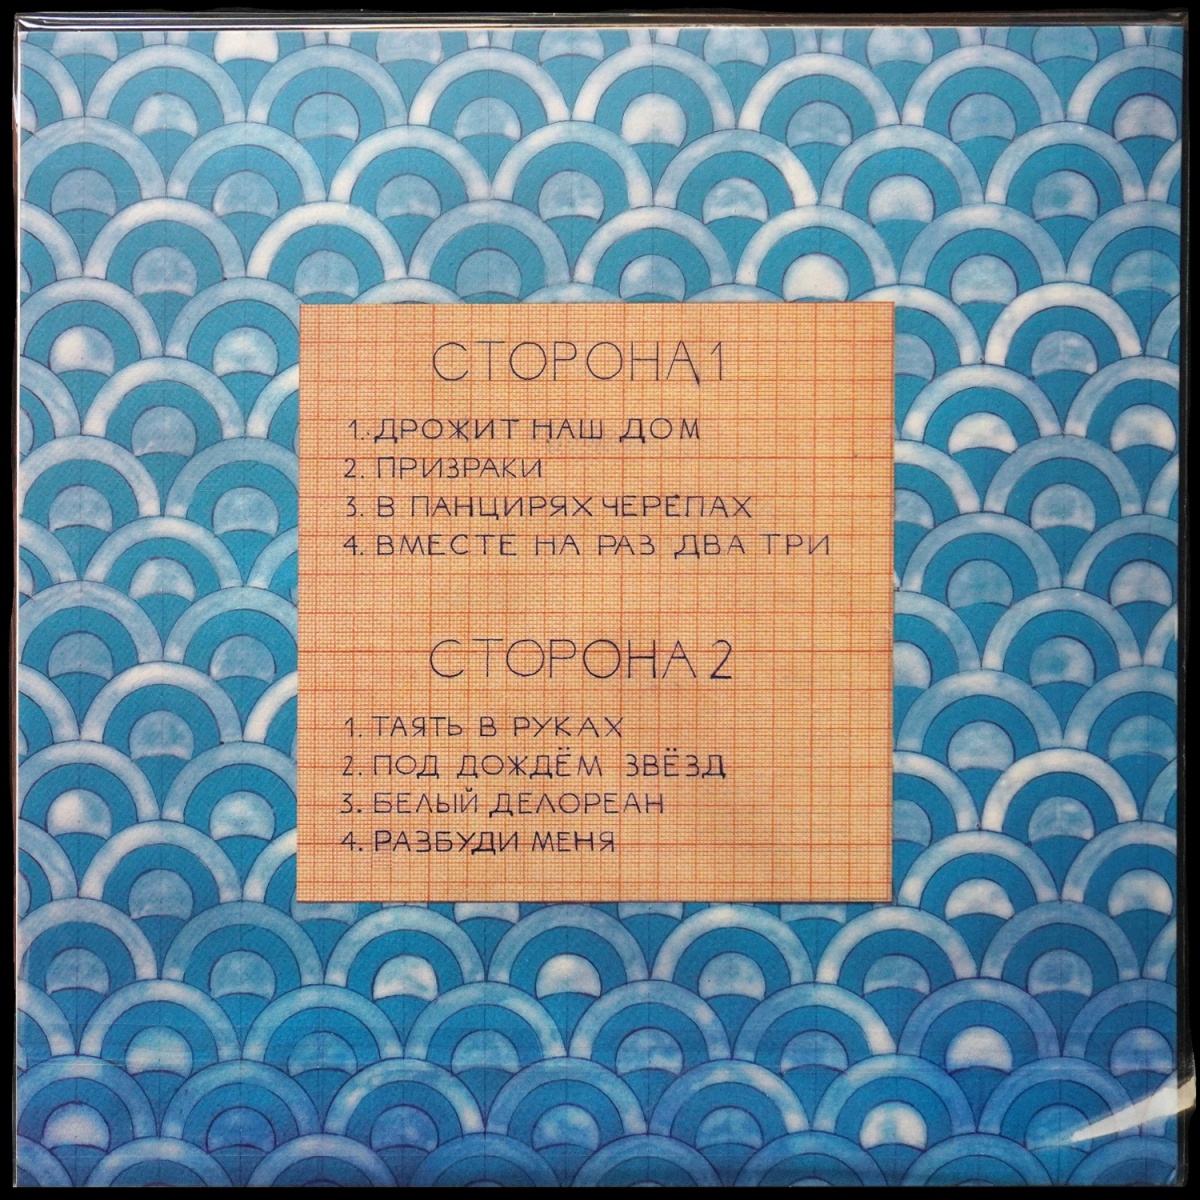 СТОРОНА 1
1. ДРОЖИТ НАШ ДОМ
2. ПРИЗРАКИ
3. В ПАНЦИРЯХ ЧЕРЕПАХ
4. ВМЕСТЕ НА РАЗ ДВА ТРИ
СТОРОНА 2
1. ТАЯТЬ В РУКАХ
2. ПОД ДОЖДЁМ ЗВЁЗД
3. БЕЛЫЙ ДЕЛОРЕАН
4. РАЗБУДИ МЕНЯ